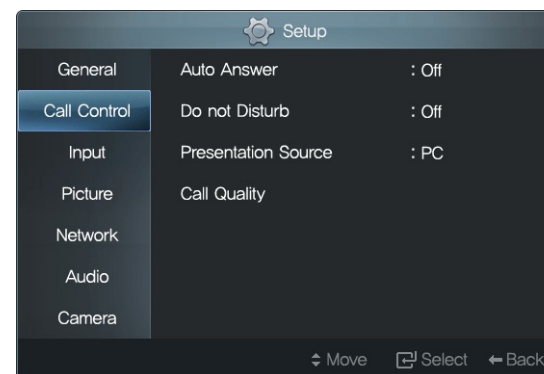 Setup
General
Call Control
Input
Picture
Network
Audio
Camera
Auto Answer : Off
Do not Disturb : Off
Presentation Source : PC
Call Quality
Move Select Back